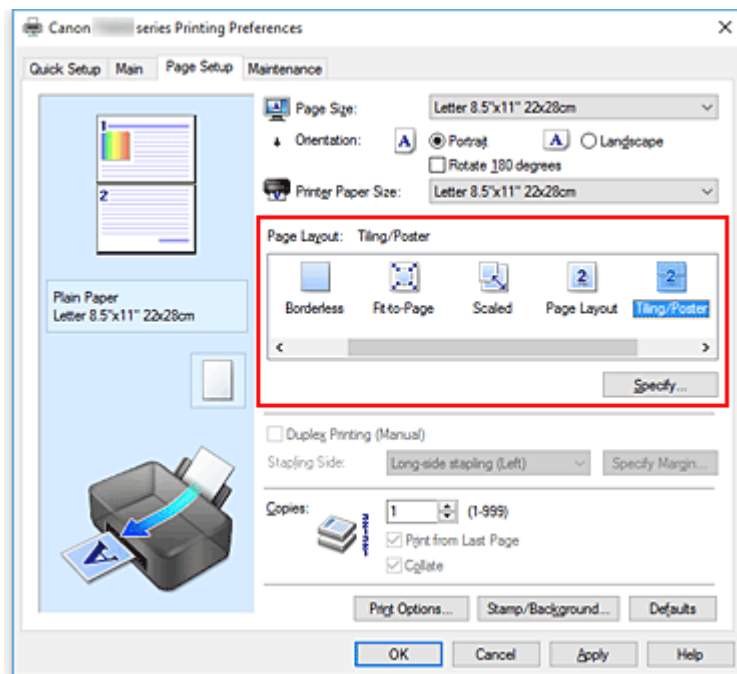 Canon series Printing Preferences
Quick Setup Main Page Setup Maintenance
1
2
Plain Paper
Letter 8.5"x11" 22x28cm
A
Page Size: Letter 8.5"x11" 22x28cm
Orientation: A Portrait A Landscape
Rotate 180 degrees
Printer Paper Size: Letter 8.5"x11" 22x28cm
Page Layout: Tiling/Poster
2 2
Borderless Fit-to-Page Scaled Page Layout Tiling/Poster
Specify...
Duplex Printing (Manual)
Stapling Side: Long-side stapling (Left) Specify Margin...
Copies: 1 (1-999)
Print from Last Page
Collate
Print Options... Stamp/Background... Defaults
OK Cancel Apply Help